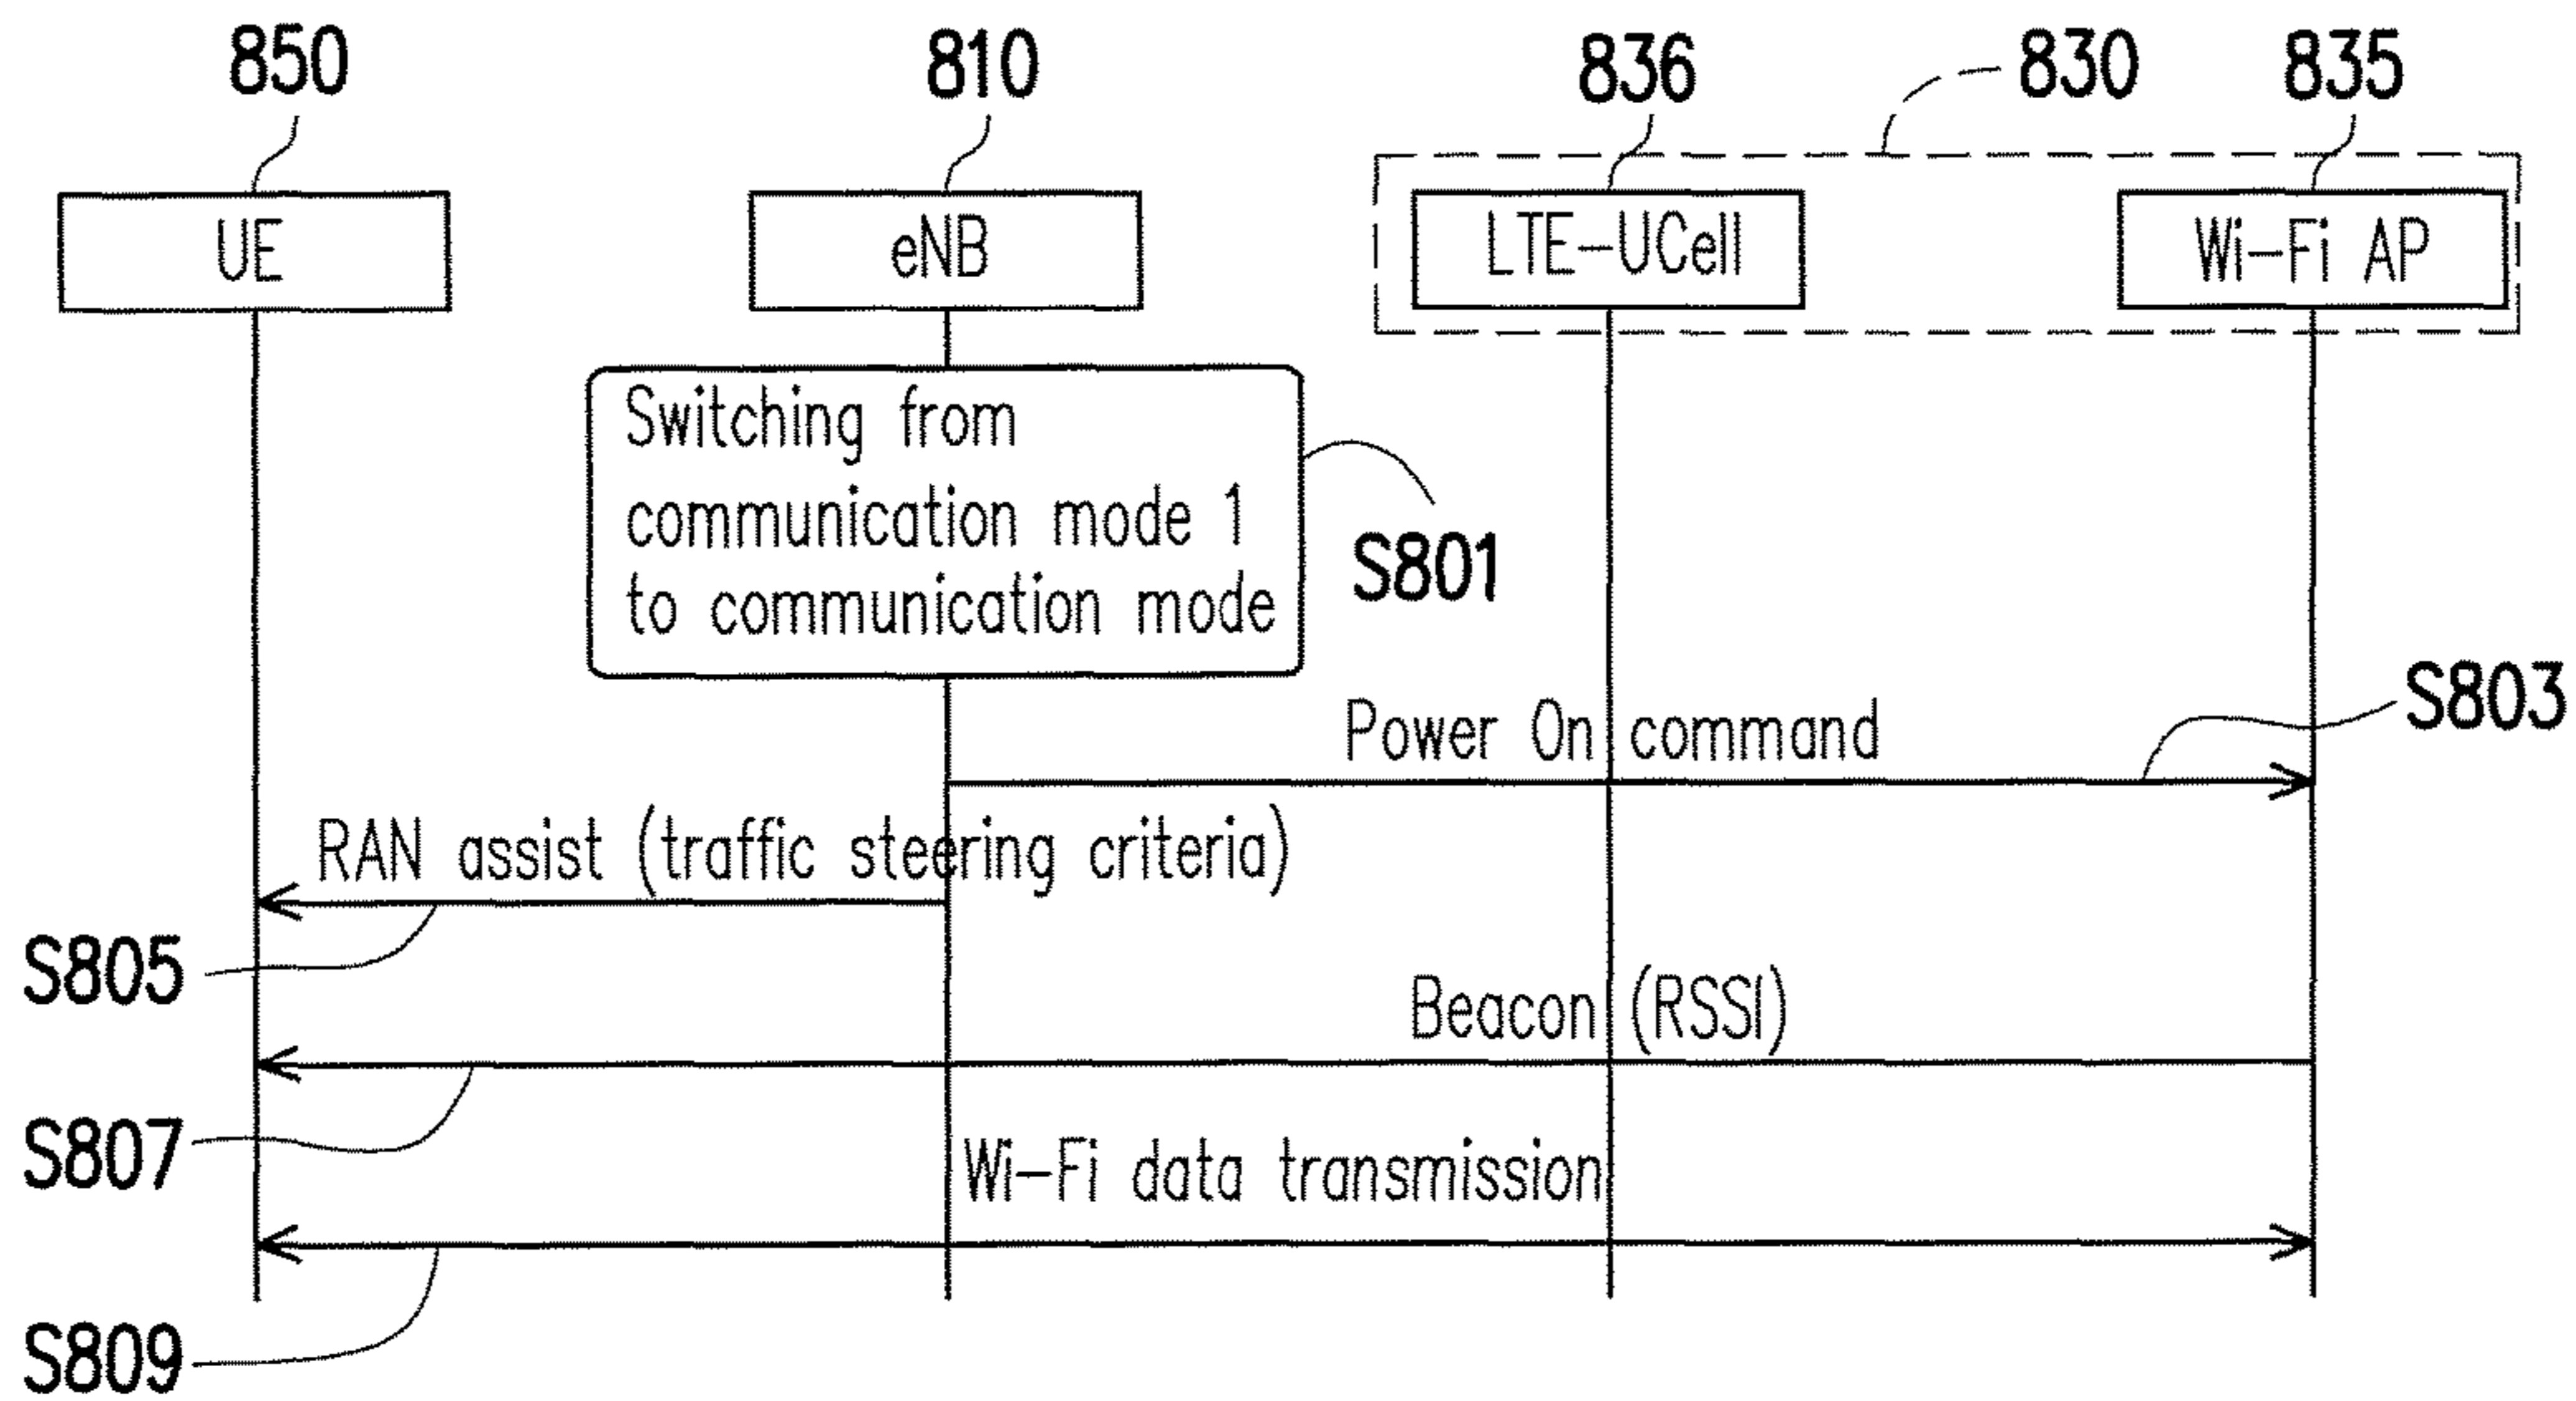 850
810
836
830
835
UE
eNB
LTE-UCell
Wi-Fi AP
Switching from
communication mode 1
to communication mode
S801
Power On command
S803
RAN assist (traffic steering criteria)
S805
Beacon (RSSI)
S807
Wi-Fi data transmission
S809